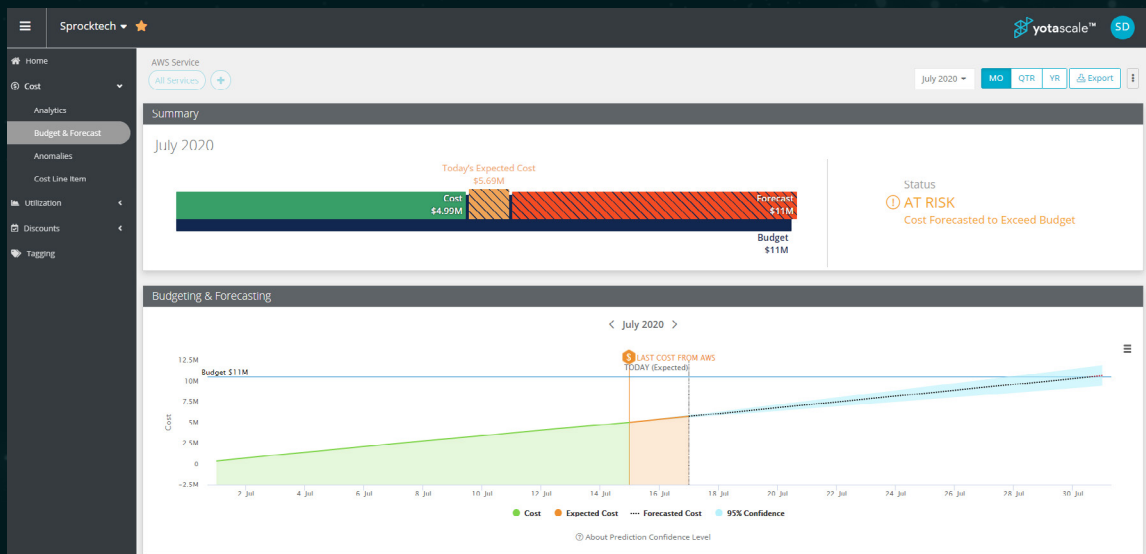 Sprocktech
yotascale™
SD
Home
Cost
Analytics
Budget & Forecast
Anomalies
Cost Line Item
Utilization
Discounts
Tagging
AWS Service
All Services
+
July 2020
MO
QTR
YR
Export
Summary
July 2020
Today's Expected Cost
$5.69M
Cost
$4.99M
Forecast
$11M
Budget
$11M
Status
AT RISK
Cost Forecasted to Exceed Budget
Budgeting & Forecasting
July 2020
$ LAST COST FROM AWS
TODAY (Expected)
Budget $11M
Cost
12.5M
10M
7.5M
5M
2.5M
0
−2.5M
2. Jul
4. Jul
6. Jul
8. Jul
10. Jul
12. Jul
14. Jul
16. Jul
18. Jul
20. Jul
22. Jul
24. Jul
26. Jul
28. Jul
30. Jul
Cost
Expected Cost
Forecasted Cost
95% Confidence
? About Prediction Confidence Level